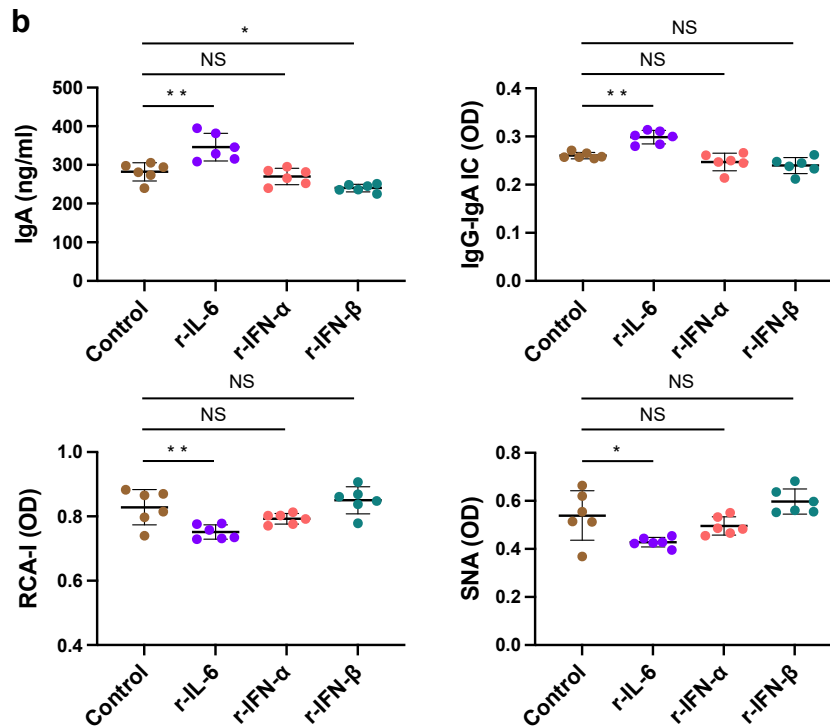 b
*
NS
* *
IgA (ng/ml)
500
400
300
200
100
0
Control
r-IL-6
r-IFN-α
r-IFN-β
NS
NS
* *
IgG-IgA IC (OD)
0.4
0.3
0.2
0.1
0.0
Control
r-IL-6
r-IFN-α
r-IFN-β
NS
NS
* *
RCA-I (OD)
1.0
0.8
0.6
0.4
Control
r-IL-6
r-IFN-α
r-IFN-β
NS
NS
*
SNA (OD)
0.8
0.6
0.4
0.2
0.0
Control
r-IL-6
r-IFN-α
r-IFN-β